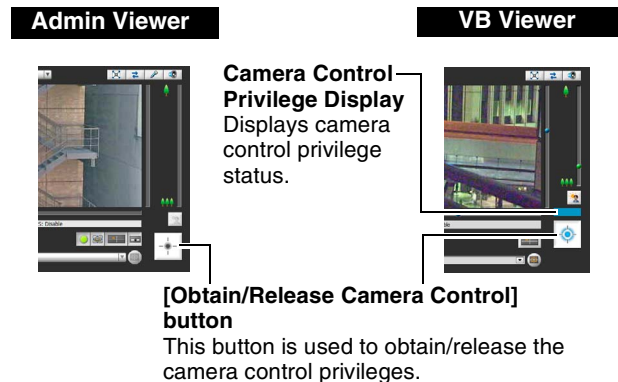 Admin Viewer
VB Viewer
Camera Control
Privilege Display
Displays camera
control privilege
status.
[Obtain/Release Camera Control]
button
This button is used to obtain/release the
camera control privileges.